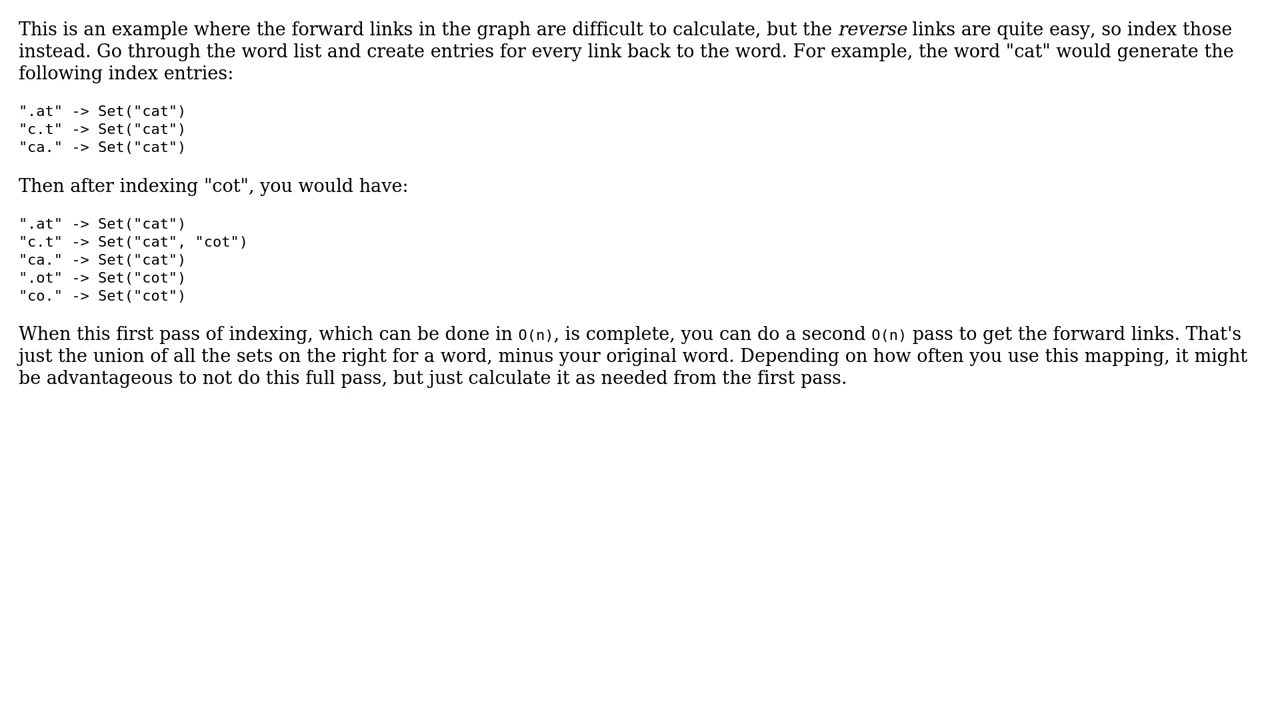 This is an example where the forward links in the graph are difficult to calculate, but the reverse links are quite easy, so index those
instead. Go through the word list and create entries for every link back to the word. For example, the word "cat" would generate the
following index entries:
".at" -> Set("cat")
"c.t" -> Set("cat")
"ca." -> Set("cat")
Then after indexing "cot", you would have:
".at" -> Set("cat")
"c.t" -> Set("cat", "cot")
"ca." -> Set("cat")
".ot" -> Set("cot")
"co." -> Set("cot")
When this first pass of indexing, which can be done in O(n), is complete, you can do a second O(n) pass to get the forward links. That's
just the union of all the sets on the right for a word, minus your original word. Depending on how often you use this mapping, it might
be advantageous to not do this full pass, but just calculate it as needed from the first pass.